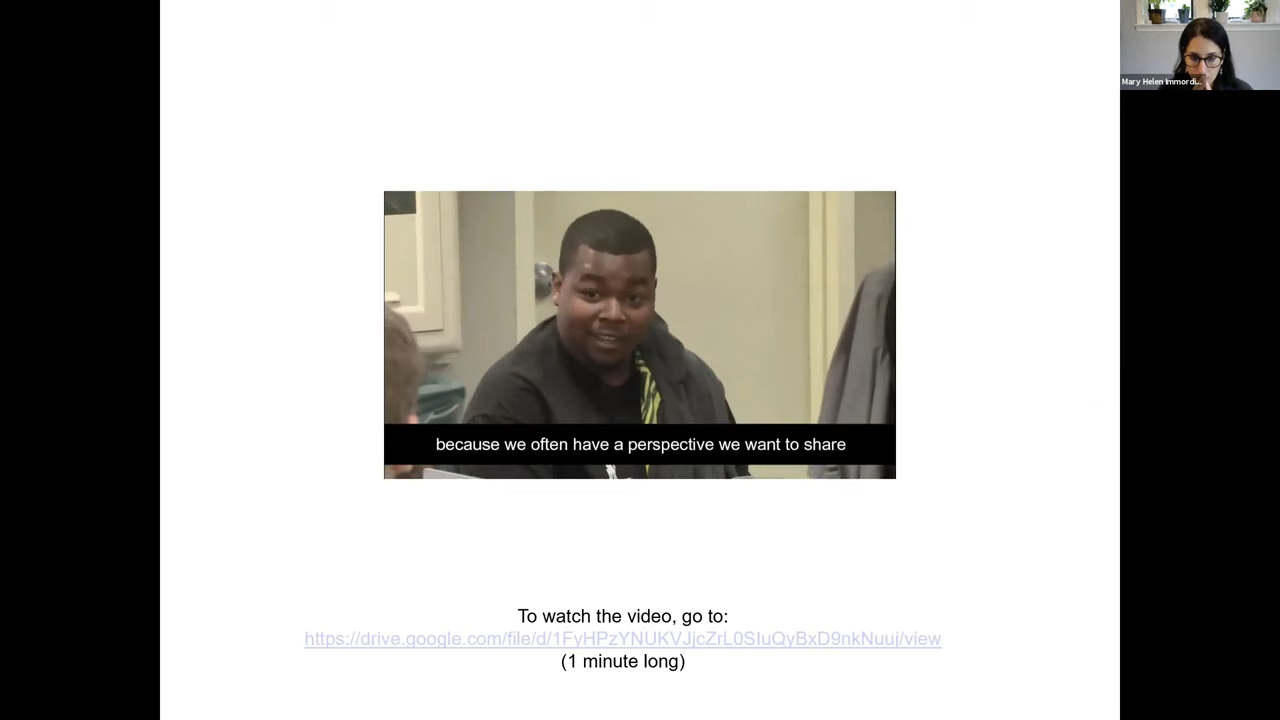 Mary Helen Immordi...
because we often have a perspective we want to share
To watch the video, go to:
https://drive.google.com/file/d/1FyHPzYNUKVJjcZrL0SIuQyBxD9nkNuuj/view
(1 minute long)